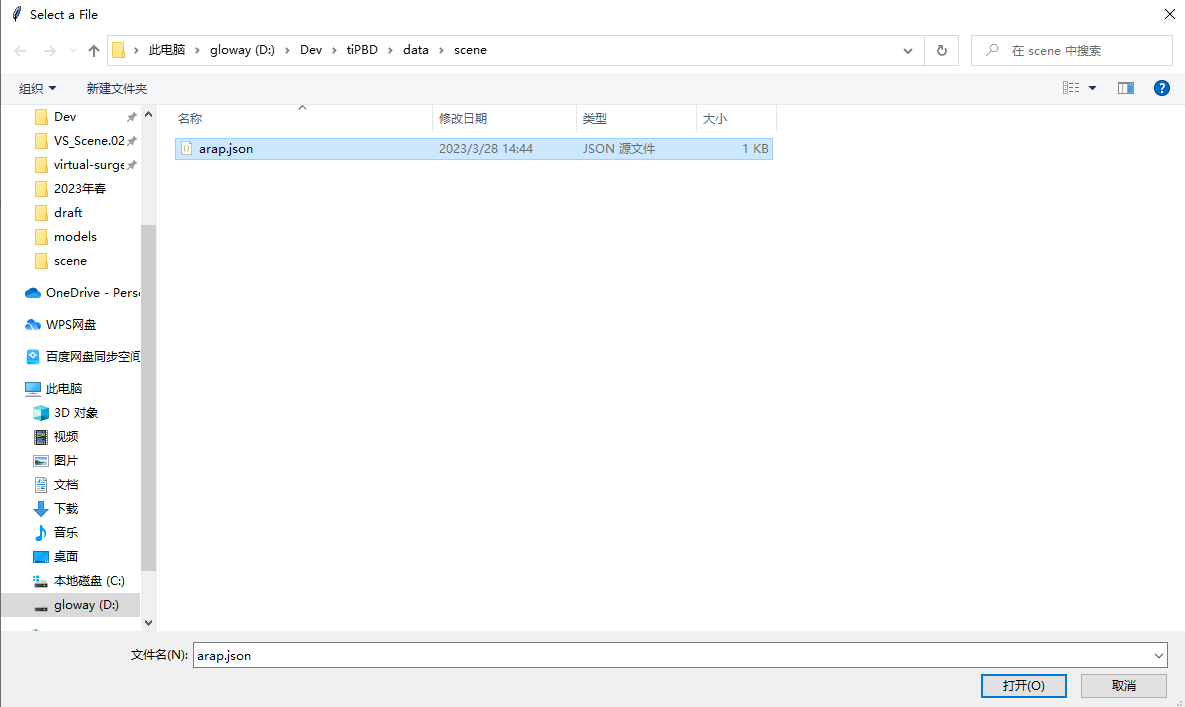 Select a File
此电脑 gloway (D:) Dev tiPBD data scene
在 scene 中搜索
组织 新建文件夹
名称 修改日期 类型 大小
arap.json 2023/3/28 14:44 JSON 源文件 1 KB
Dev
VS_Scene.02
virtual-surge
2023年春
draft
models
scene
OneDrive - Perso
WPS网盘
百度网盘同步空间
此电脑
3D 对象
视频
图片
文档
下载
音乐
桌面
本地磁盘 (C:)
gloway (D:)
文件名(N): arap.json
打开(O) 取消